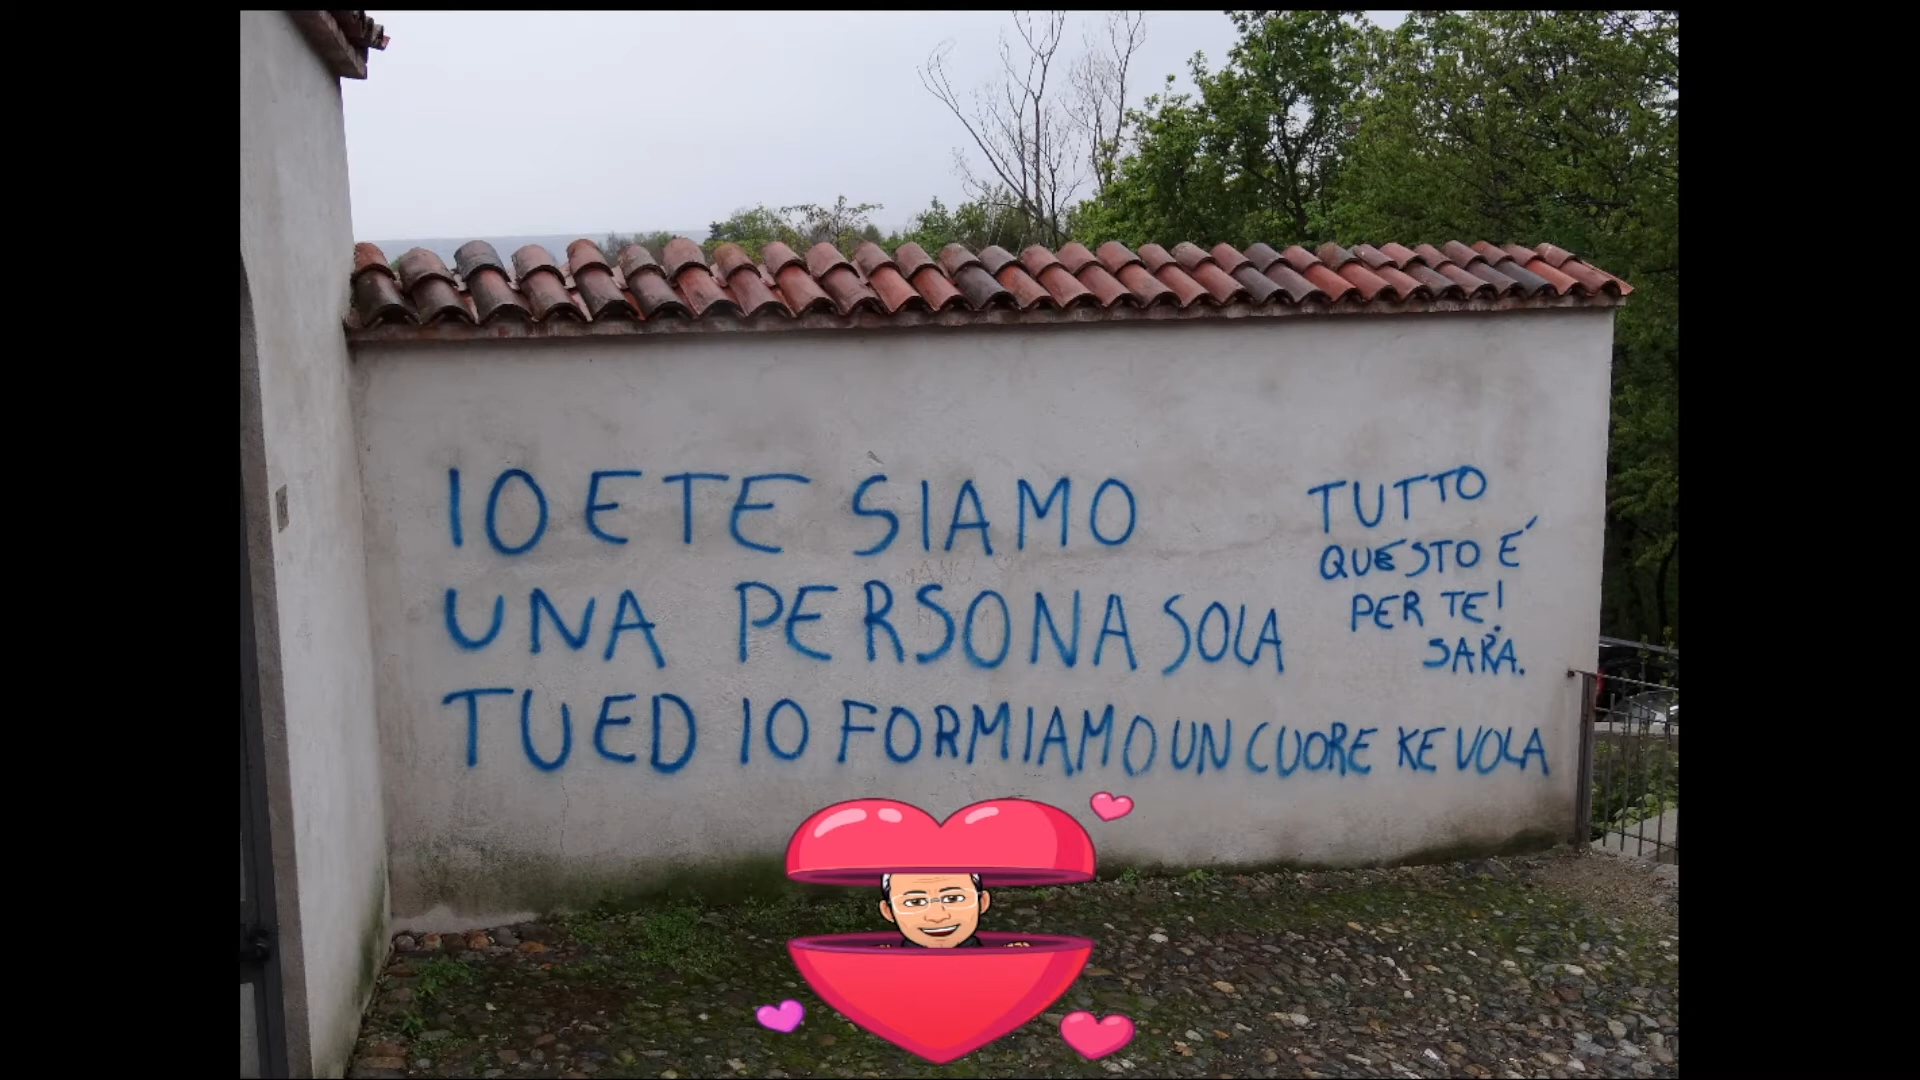 IO E TE SIAMO
UNA PERSONA SOLA
TU ED IO FORMIAMO UN CUORE KE VOLA
TUTTO
QUESTO É
PER TE!
SARA.